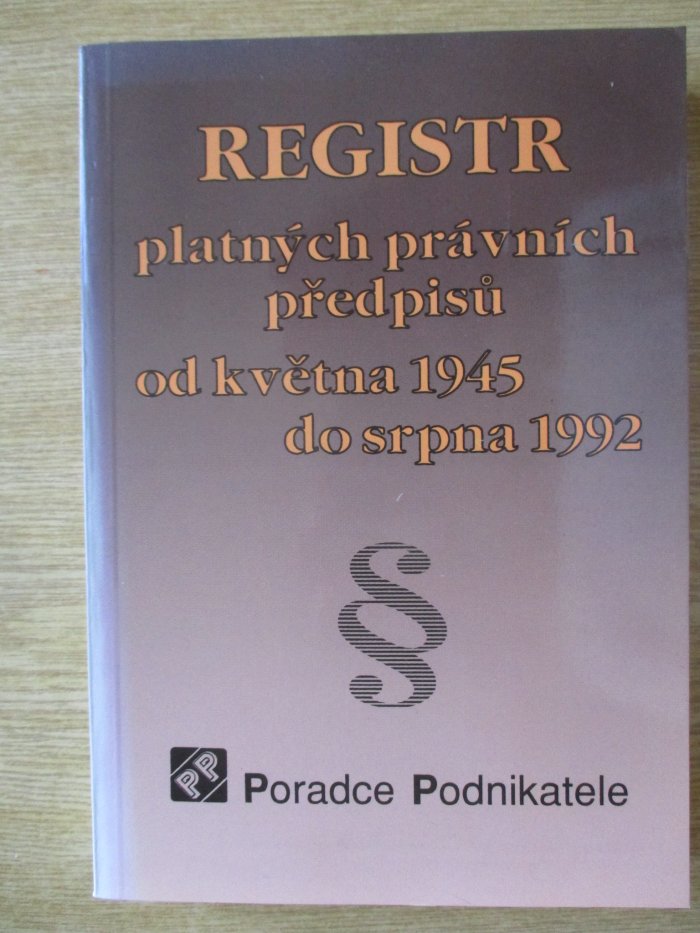 REGISTR
platných právních
předpisů
od května 1945
do srpna 1992
§
PP Poradce Podnikatele